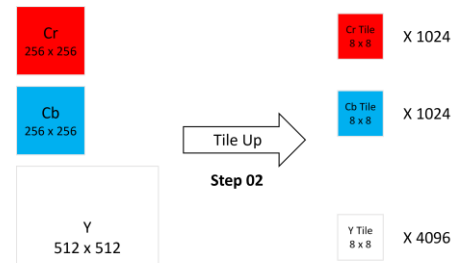 Cr
256 x 256
Cr Tile
8 x 8
X 1024
Cb
256 x 256
Cb Tile
8 x 8
X 1024
Tile Up
Step 02
Y
512 x 512
Y Tile
8 x 8
X 4096